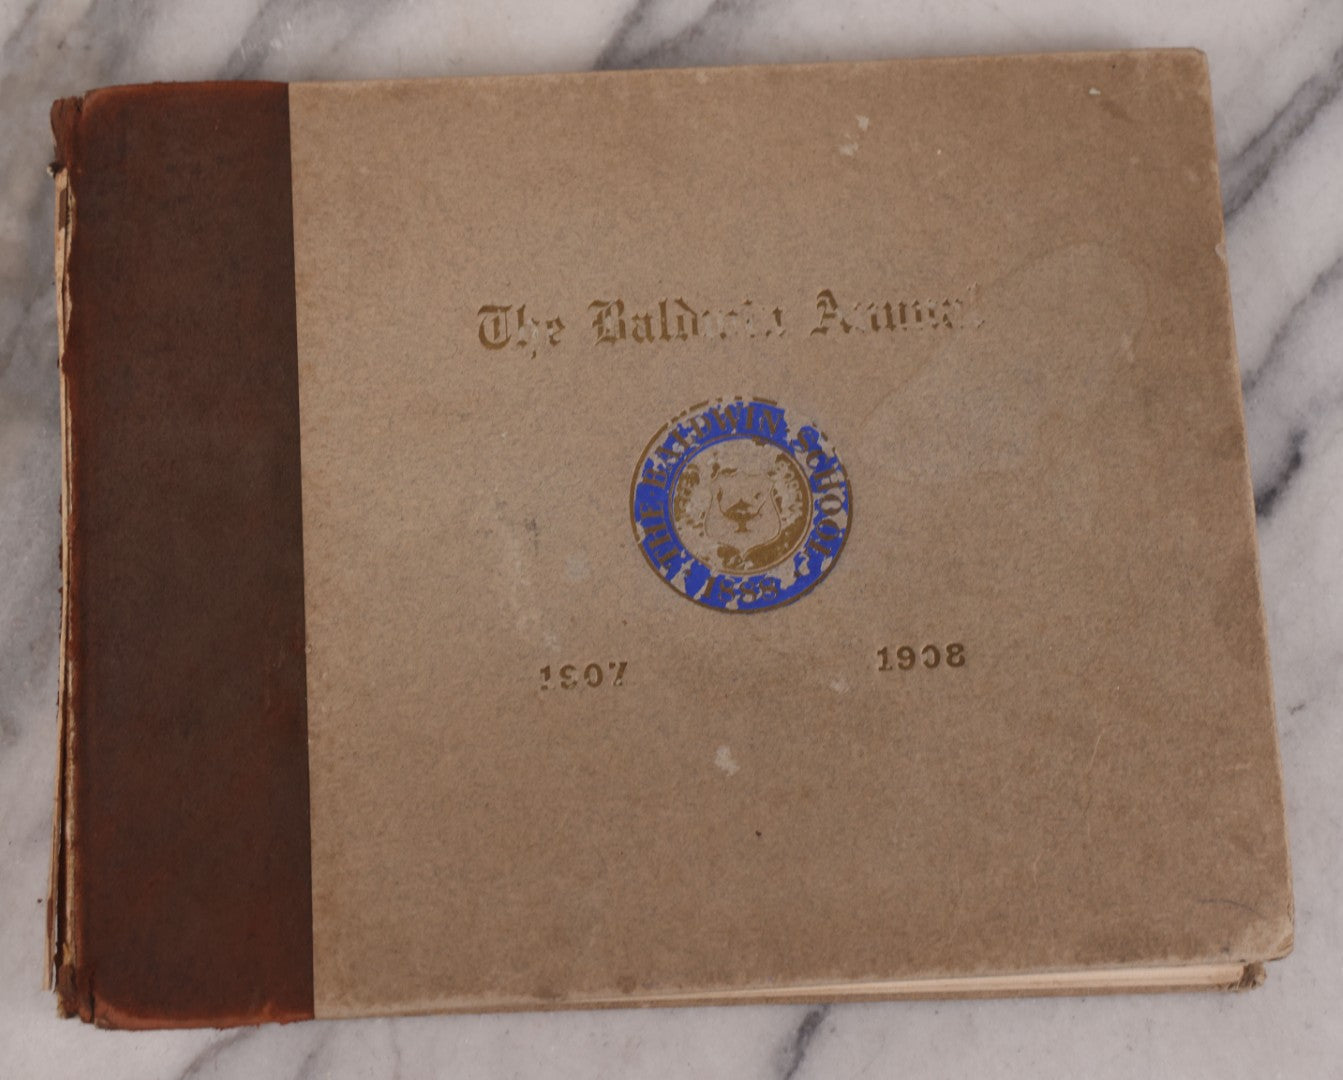 The Baldwin Annual
THE BALDWIN SCHOOL
1888
1907 1908